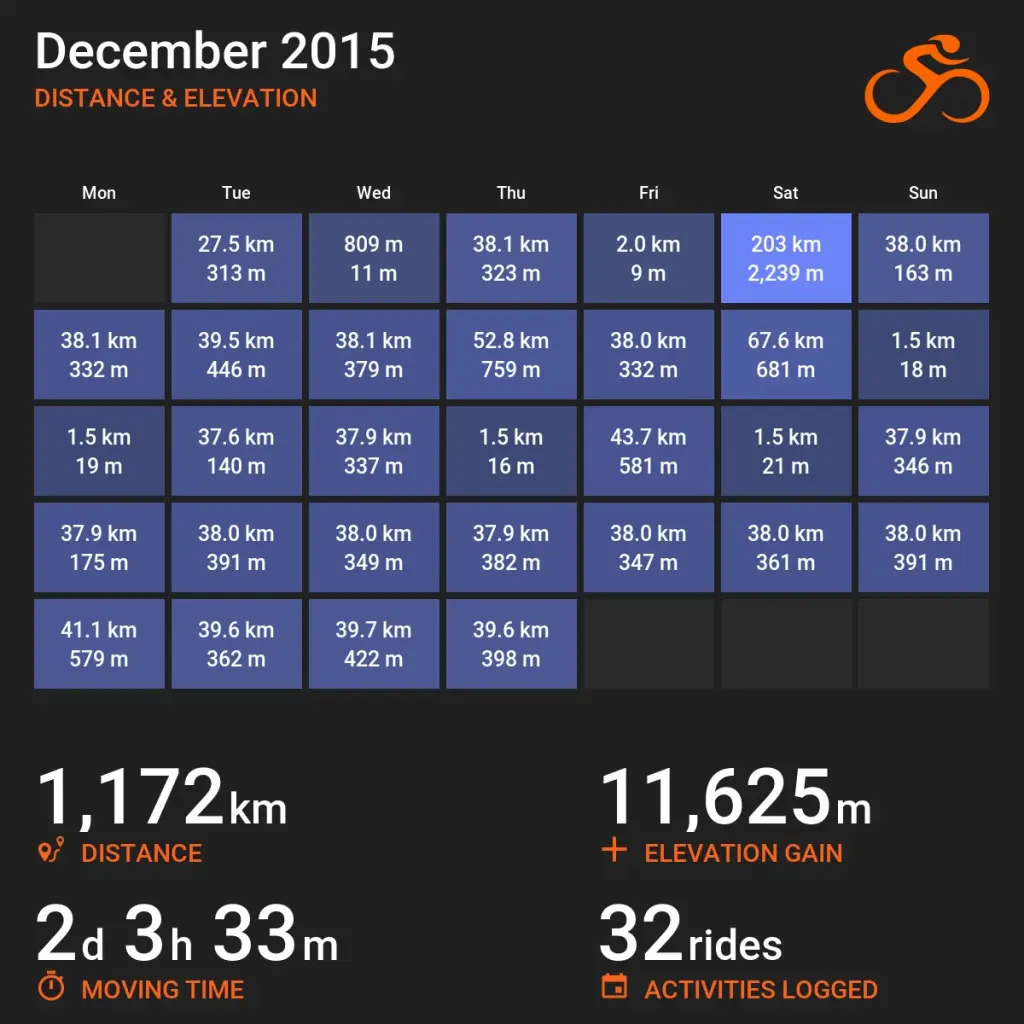 December 2015
DISTANCE & ELEVATION
Mon Tue Wed Thu Fri Sat Sun
27.5 km 809 m 38.1 km 2.0 km 203 km 38.0 km
313 m 11 m 323 m 9 m 2,239 m 163 m
38.1 km 39.5 km 38.1 km 52.8 km 38.0 km 67.6 km 1.5 km
332 m 446 m 379 m 759 m 332 m 681 m 18 m
1.5 km 37.6 km 37.9 km 1.5 km 43.7 km 1.5 km 37.9 km
19 m 140 m 337 m 16 m 581 m 21 m 346 m
37.9 km 38.0 km 38.0 km 37.9 km 38.0 km 38.0 km 38.0 km
175 m 391 m 349 m 382 m 347 m 361 m 391 m
41.1 km 39.6 km 39.7 km 39.6 km
579 m 362 m 422 m 398 m
1,172km 11,625m
DISTANCE ELEVATION GAIN
2d 3h 33m 32rides
MOVING TIME ACTIVITIES LOGGED